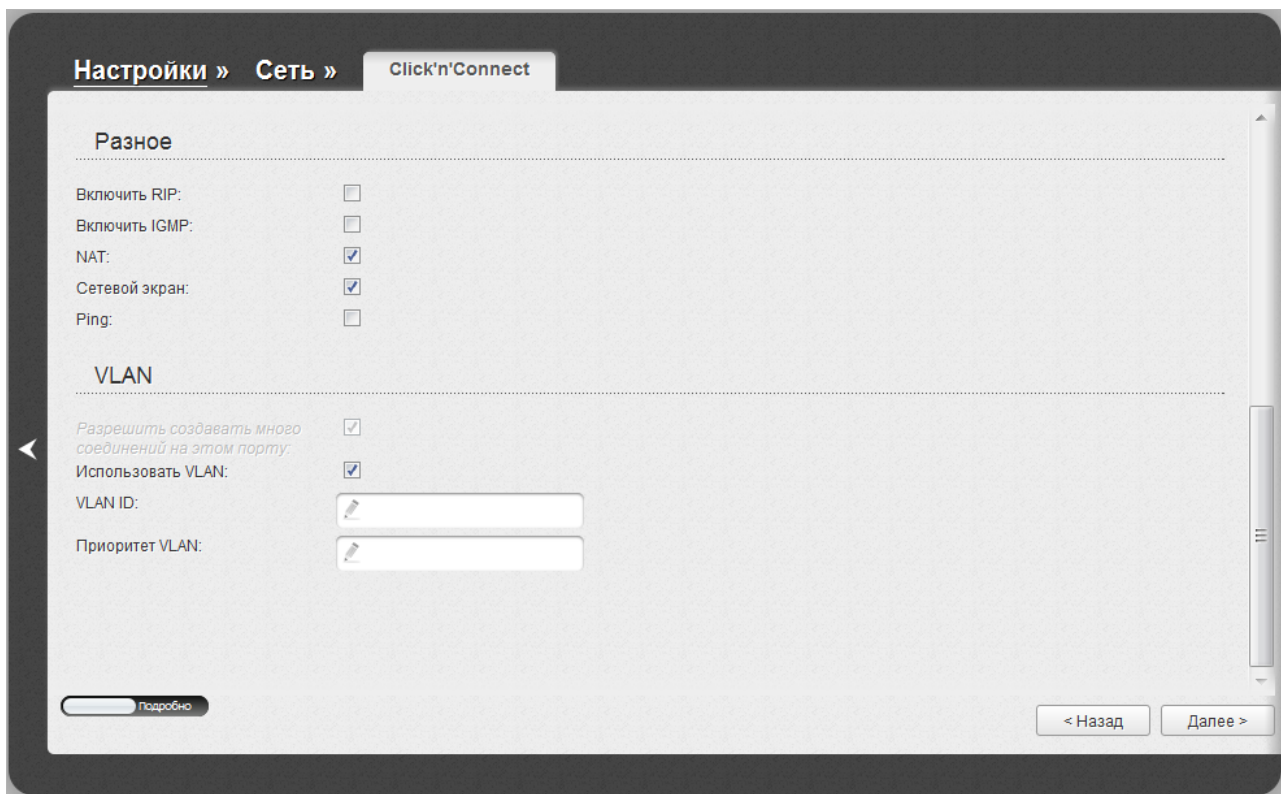 Настройки » Сеть » Click'n'Connect
Разное
Включить RIP:
Включить IGMP:
NAT:
Сетевой экран:
Ping:
VLAN
Разрешить создавать много
соединений на этом порту:
Использовать VLAN:
VLAN ID:
Приоритет VLAN:
Подробно
< Назад
Далее >